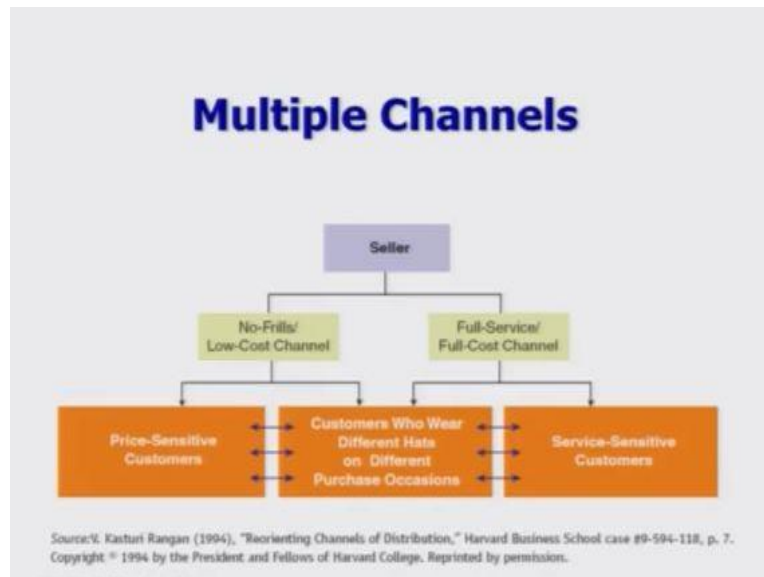 Multiple Channels
Seller
No-Frills/
Low-Cost Channel
Full-Service/
Full-Cost Channel
Price-Sensitive
Customers
Customers Who Wear
Different Hats
on Different
Purchase Occasions
Service-Sensitive
Customers
Source:V. Kasturi Rangan (1994), "Reorienting Channels of Distribution," Harvard Business School case #9-594-118, p. 7.
Copyright © 1994 by the President and Fellows of Harvard College. Reprinted by permission.